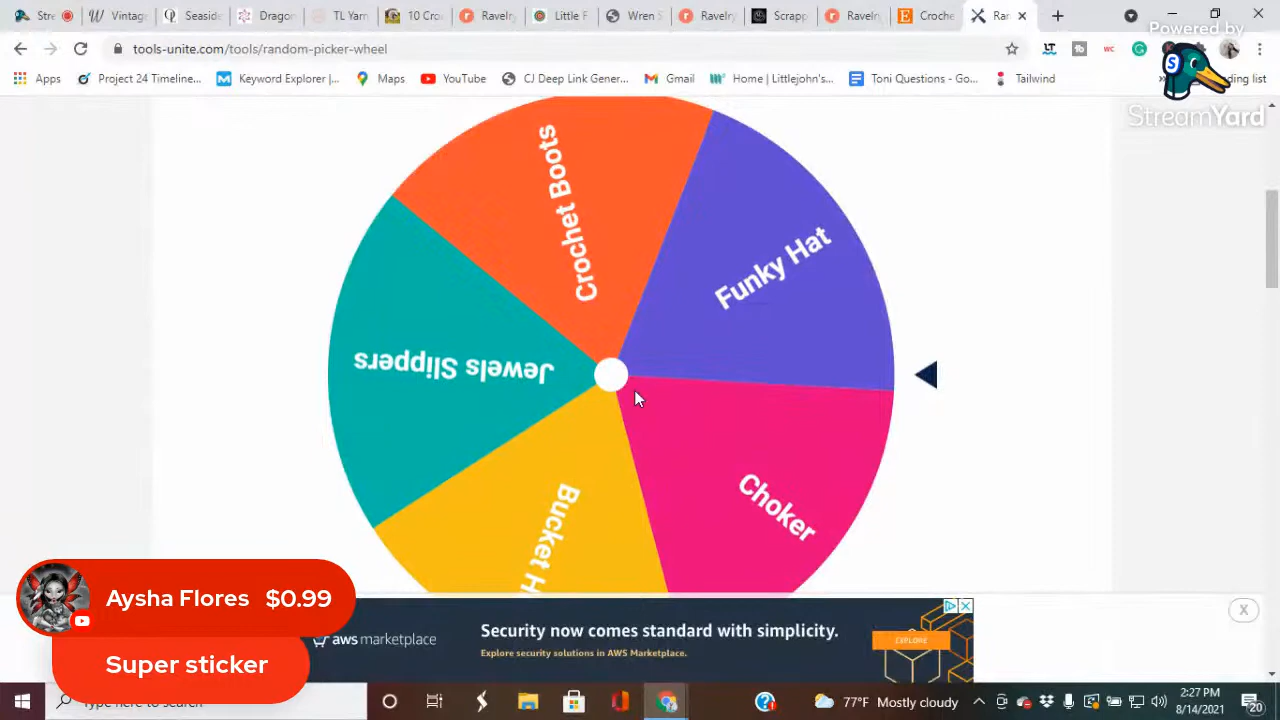 Vintag
Season
Dragon
TL Yarn
10 Cro
Ravelry
Little F
Winn S
Ravelry
Scrapp
Raveln
Croche
Ran
Powered by
tools-unite.com/tools/random-picker-wheel
Apps
Project 24 Timeline...
Keyword Explorer |...
Maps
YouTube
CJ Deep Link Gener...
Gmail
Home | Littlejohn's...
Toni Questions - Go...
Tailwind
ding list
StreamYard
Crochet Boots
Funky Hat
Jewels Slippers
Choker
Bucket H
Aysha Flores $0.99
Super sticker
aws marketplace
Security now comes standard with simplicity.
Explore security solutions in AWS Marketplace.
EXPLORE
X
Type here to search
77°F Mostly cloudy
2:27 PM
8/14/2021
20